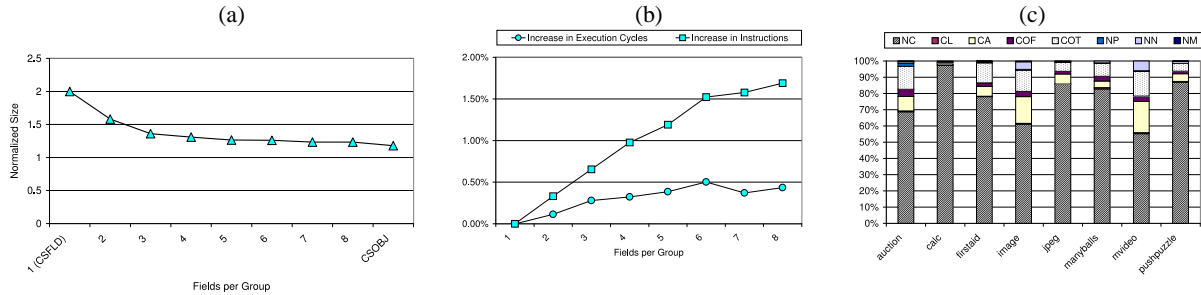 (a)
2.5
2
1.5
1
0.5
0
Normalized Size
1 (CSFLD)
2
3
4
5
6
7
8
CSOBJ
Fields per Group
(b)
Increase in Execution Cycles
Increase in Instructions
2.00%
1.50%
1.00%
0.50%
0.00%
1
2
3
4
5
6
7
8
Fields per Group
(c)
NC CL CA COF COT NP NN NM
100%
90%
80%
70%
60%
50%
40%
30%
20%
10%
0%
auction
calc
firstaid
image
jpeg
manyballs
mvideo
pushpuzzle